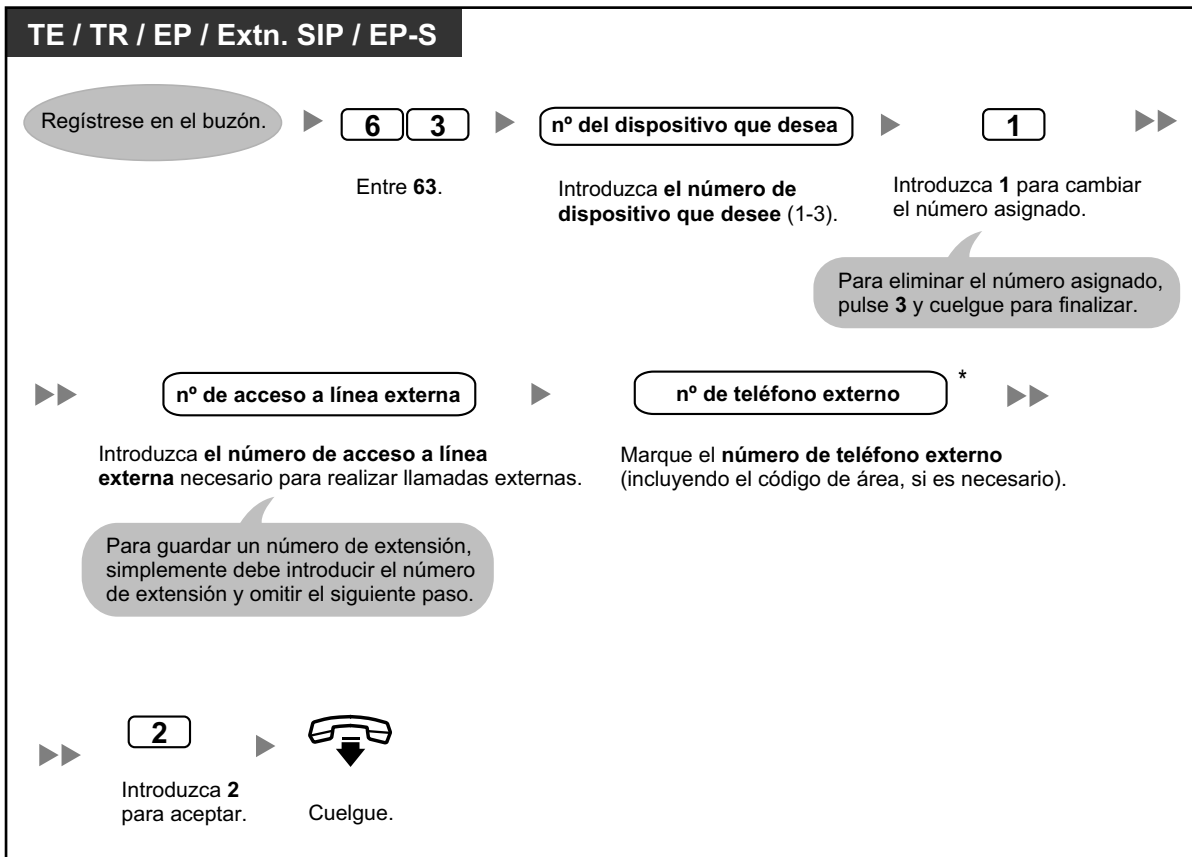 TE / TR / EP / Extn. SIP / EP-S
Regístrese en el buzón.
6 3
nº del dispositivo que desea
1
Entre 63.
Introduzca el número de
dispositivo que desee (1-3).
Introduzca 1 para cambiar
el número asignado.
Para eliminar el número asignado,
pulse 3 y cuelgue para finalizar.
nº de acceso a línea externa
nº de teléfono externo *
Introduzca el número de acceso a línea
externa necesario para realizar llamadas externas.
Marque el número de teléfono externo
(incluyendo el código de área, si es necesario).
Para guardar un número de extensión,
simplemente debe introducir el número
de extensión y omitir el siguiente paso.
2
Introduzca 2
para aceptar.
Cuelgue.